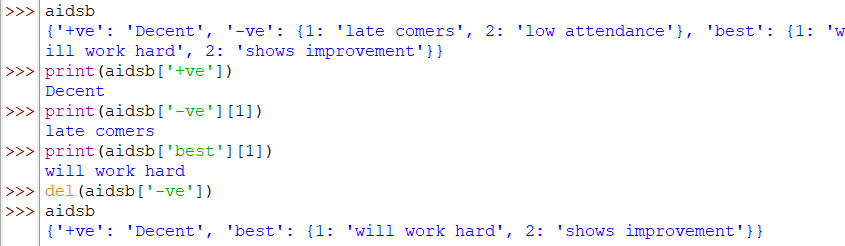 >>> aidsb
{'+ve': 'Decent', '-ve': {1: 'late comers', 2: 'low attendance'}, 'best': {1: 'w
ill work hard', 2: 'shows improvement'}}
>>> print(aidsb['+ve'])
Decent
>>> print(aidsb['-ve'][1])
late comers
>>> print(aidsb['best'][1])
will work hard
>>> del(aidsb['-ve'])
>>> aidsb
{'+ve': 'Decent', 'best': {1: 'will work hard', 2: 'shows improvement'}}